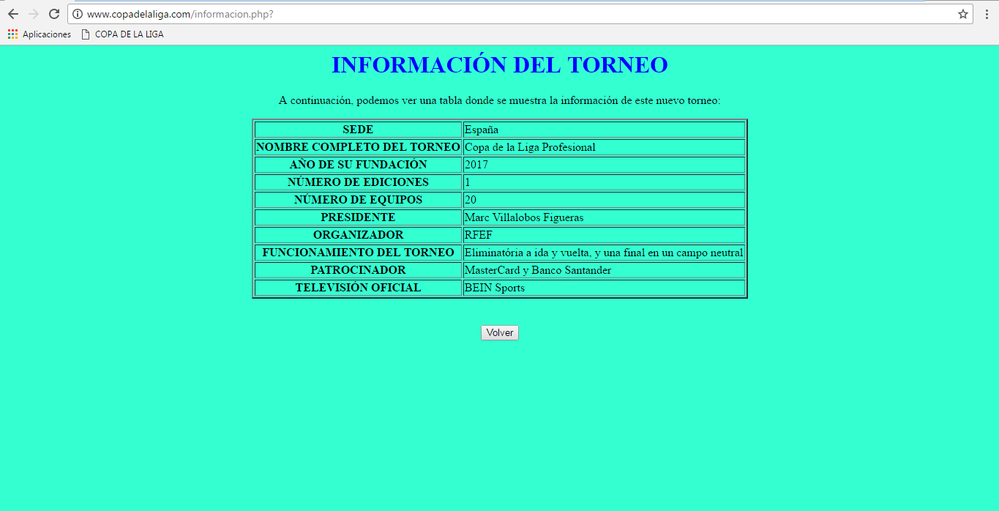 www.copadelaliga.com/informacion.php?
Aplicaciones COPA DE LA LIGA
INFORMACIÓN DEL TORNEO
A continuación, podemos ver una tabla donde se muestra la información de este nuevo torneo:
SEDE España
NOMBRE COMPLETO DEL TORNEO Copa de la Liga Profesional
AÑO DE SU FUNDACIÓN 2017
NÚMERO DE EDICIONES 1
NÚMERO DE EQUIPOS 20
PRESIDENTE Marc Villalobos Figueras
ORGANIZADOR RFEF
FUNCIONAMIENTO DEL TORNEO Eliminatória a ida y vuelta, y una final en un campo neutral
PATROCINADOR MasterCard y Banco Santander
TELEVISIÓN OFICIAL BEIN Sports
Volver